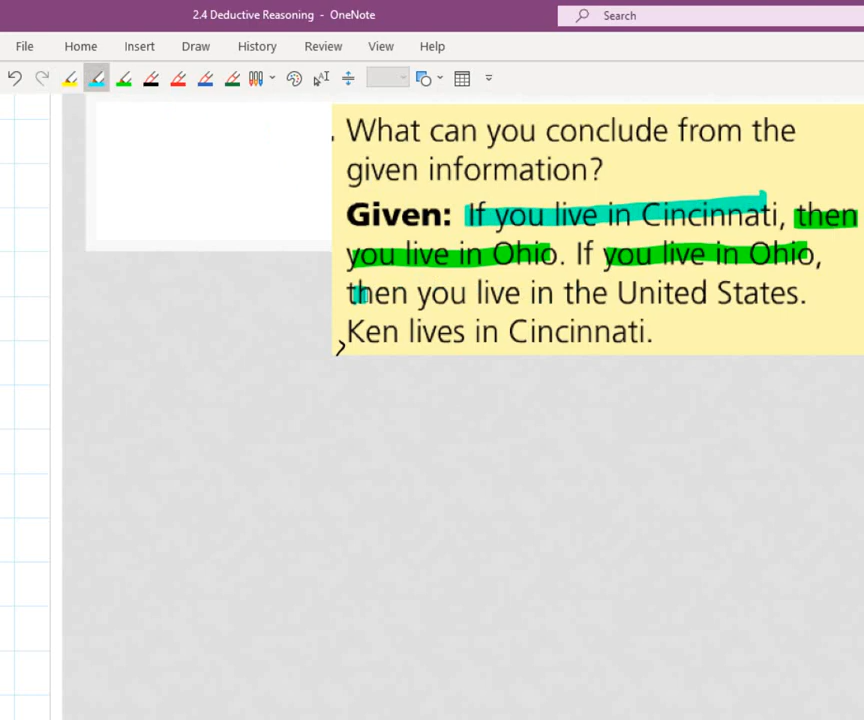 2.4 Deductive Reasoning - OneNote
Search
File Home Insert Draw History Review View Help
What can you conclude from the
given information?
Given: If you live in Cincinnati, then
you live in Ohio. If you live in Ohio,
then you live in the United States.
Ken lives in Cincinnati.